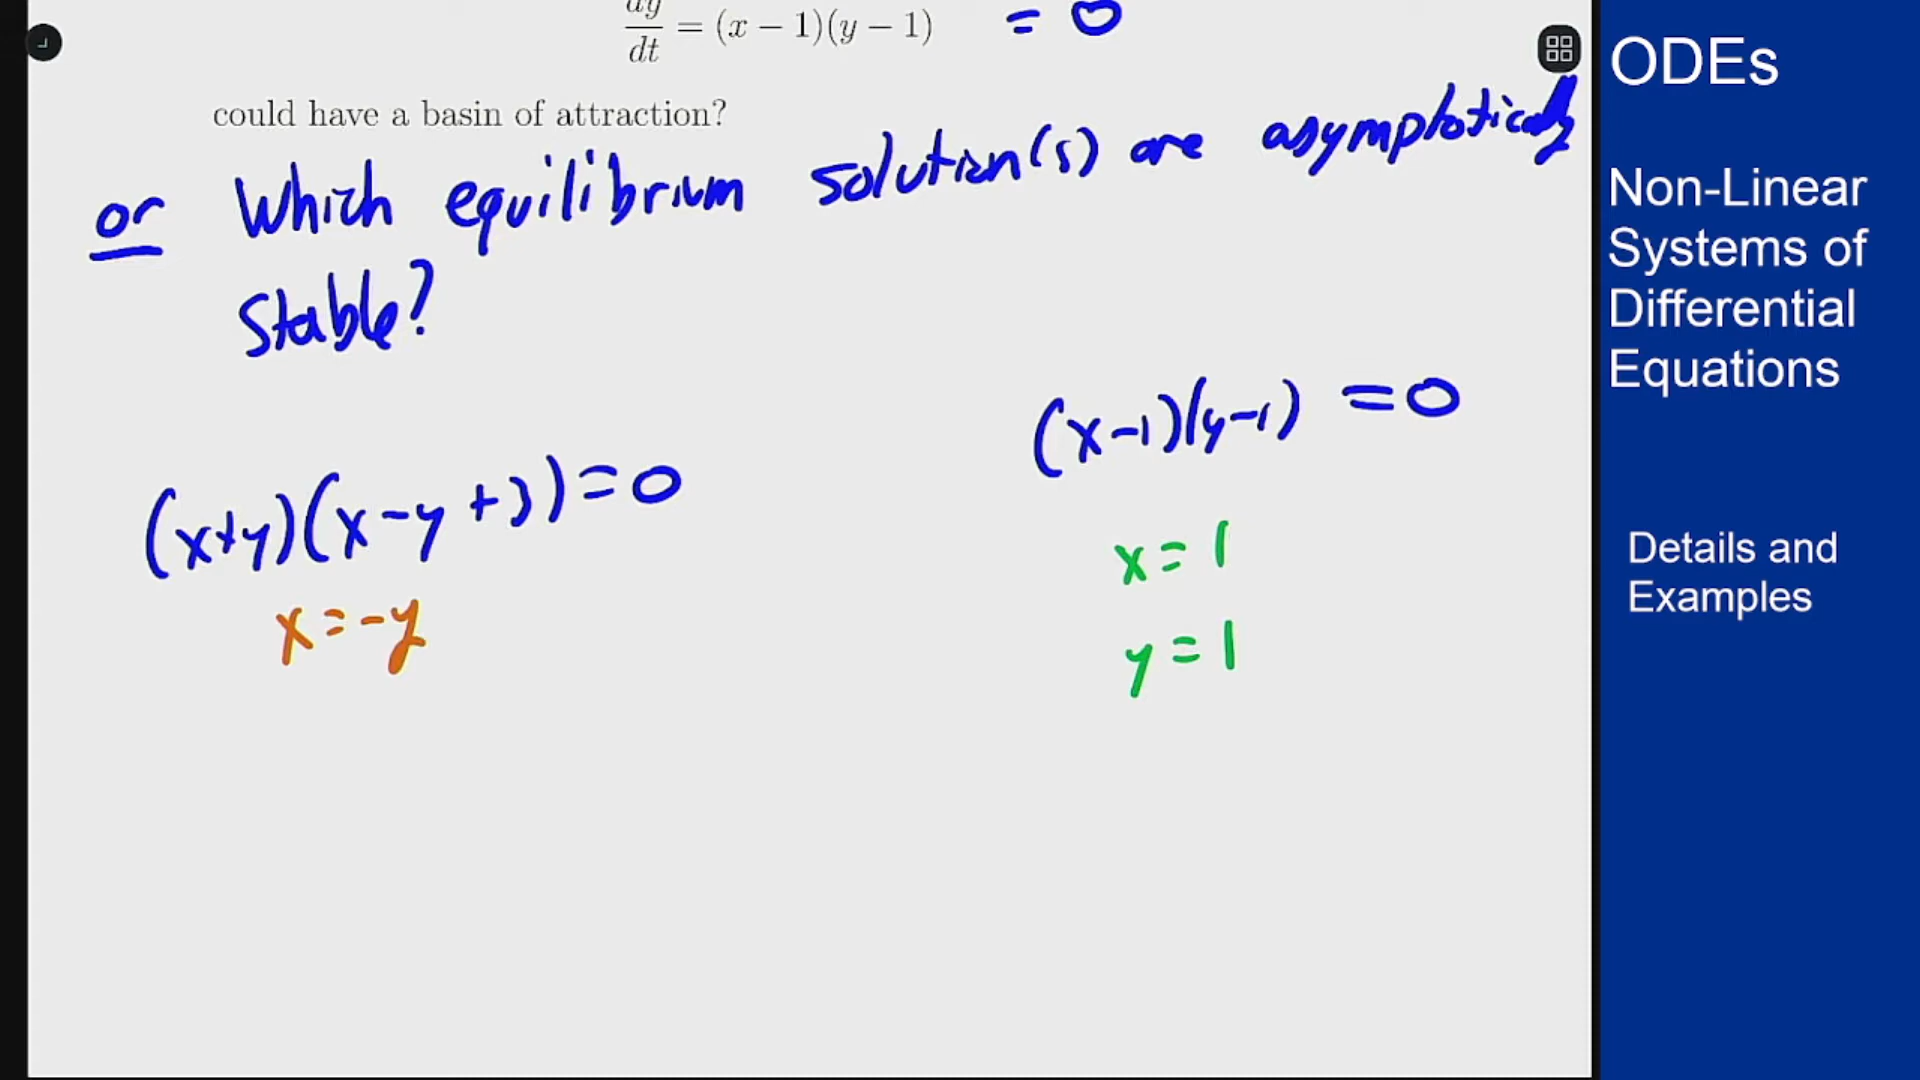 dy
dt
= (x − 1)(y − 1) = 0
could have a basin of attraction?
or Which equilibrium solution(s) are asymptotically
stable?
(x+y)(x-y+3)=0
x=-y
(x-1)(y-1) =0
x=1
y=1
ODEs
Non-Linear
Systems of
Differential
Equations
Details and
Examples